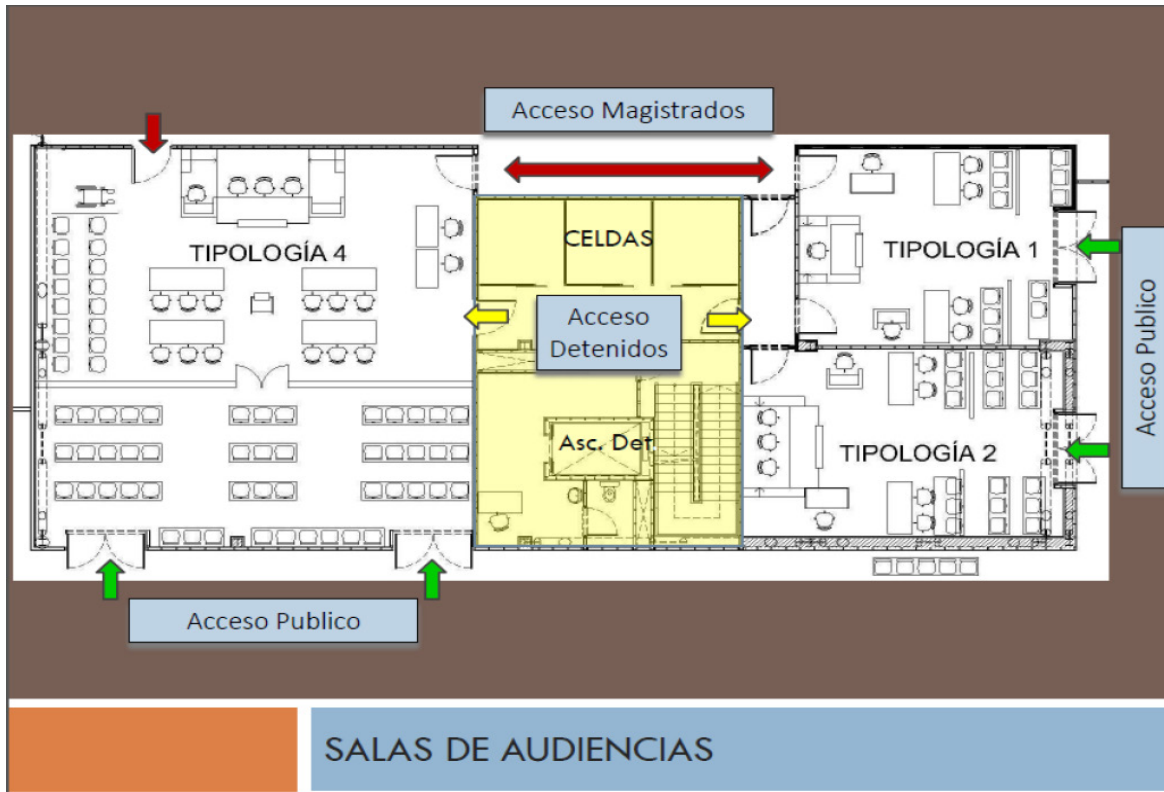 Acceso Magistrados
CELDAS
TIPOLOGÍA 4
TIPOLOGÍA 1
Acceso
Detenidos
Acceso Publico
Asc. Det.
TIPOLOGÍA 2
Acceso Publico
SALAS DE AUDIENCIAS